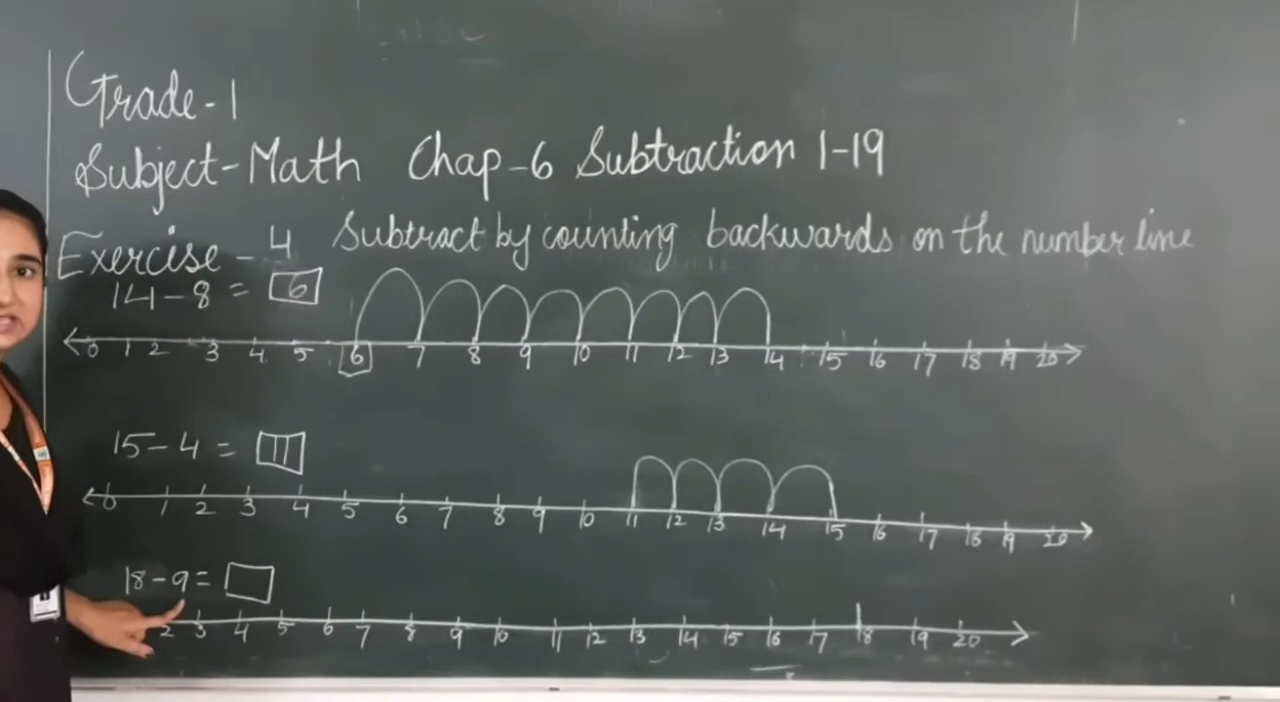 Grade-1
Subject-Math Chap-6 Subtraction 1-19
Exercise-4 Subtract by counting backwards on the number line
14-8 = 6
0 1 2 3 4 5 6 7 8 9 10 11 12 13 14 15 16 17 18 19 20
15-4 = 11
0 1 2 3 4 5 6 7 8 9 10 11 12 13 14 15 16 17 18 19 20
18-9 =
2 3 4 5 6 7 8 9 10 11 12 13 14 15 16 17 18 19 20